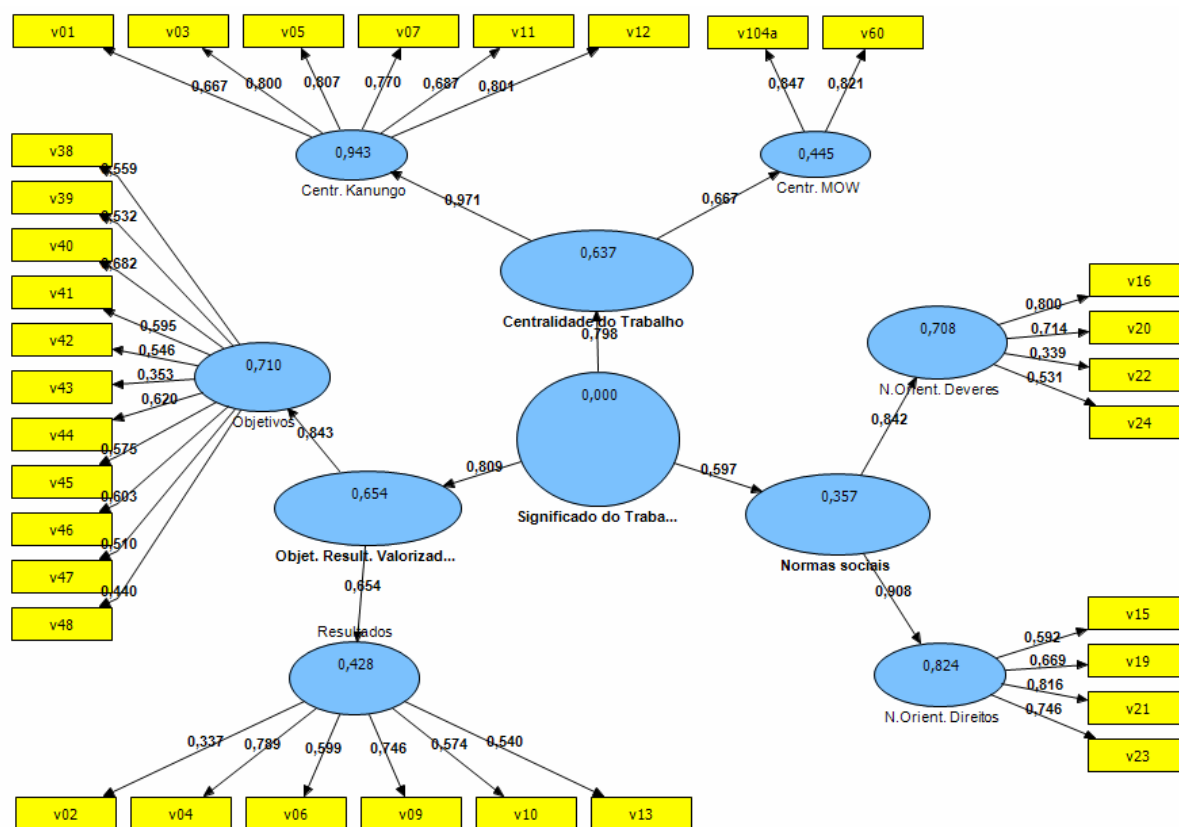 v01
v03
v05
v07
v11
v12
v104a
v60
0,667
0,800
0,807
0,770
0,687
0,801
0,847
0,821
0,943
Centr. Kanungo
0,445
Centr. MOW
0,971
0,667
0,637
Centralidade do Trabalho
0,798
v38
v39
v40
v41
v42
v43
v44
v45
v46
v47
v48
0,559
0,532
0,682
0,595
0,546
0,353
0,620
0,575
0,603
0,510
0,440
0,710
Objetivos
0,843
0,000
Significado do Traba...
0,809
0,597
0,654
Objet. Result. Valorizad...
0,654
Resultados
0,428
0,337
0,789
0,599
0,746
0,574
0,540
v02
v04
v06
v09
v10
v13
0,357
Normas sociais
0,842
0,908
0,708
N.Orient. Deveres
0,800
0,714
0,339
0,531
v16
v20
v22
v24
0,824
N.Orient. Direitos
0,592
0,669
0,816
0,746
v15
v19
v21
v23